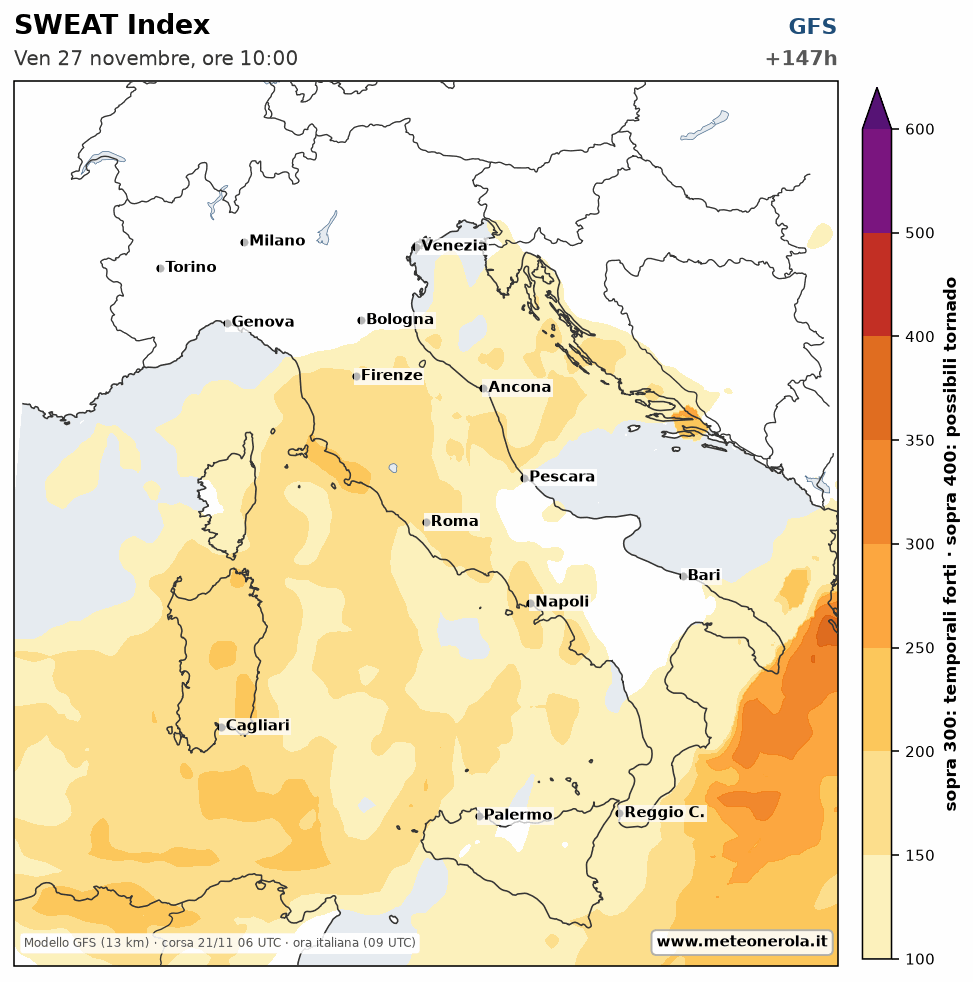 SWEAT Index
GFS
Ven 27 novembre, ore 10:00
+147h
Milano
Venezia
Torino
Genova
Bologna
Firenze
Ancona
Pescara
Roma
Bari
Napoli
Cagliari
Palermo
Reggio C.
600
500
400
350
300
250
200
150
100
sopra 300: temporali forti · sopra 400: possibili tornado
Modello GFS (13 km) · corsa 21/11 06 UTC · ora italiana (09 UTC)
www.meteonerola.it